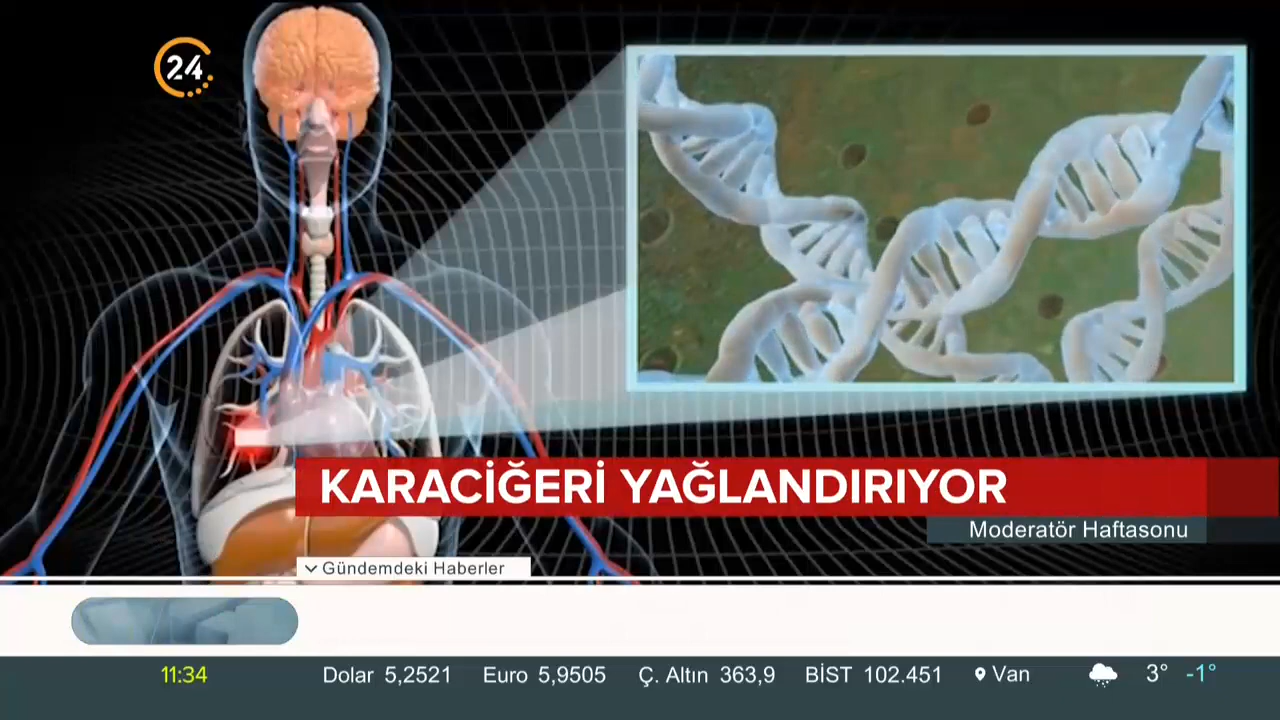 24
KARACİĞERİ YAĞLANDIRIYOR
Moderatör Haftasonu
Gündemdeki Haberler
11:34 Dolar 5,2521 Euro 5,9505 Ç. Altın 363,9 BİST 102.451 Van 3° -1°